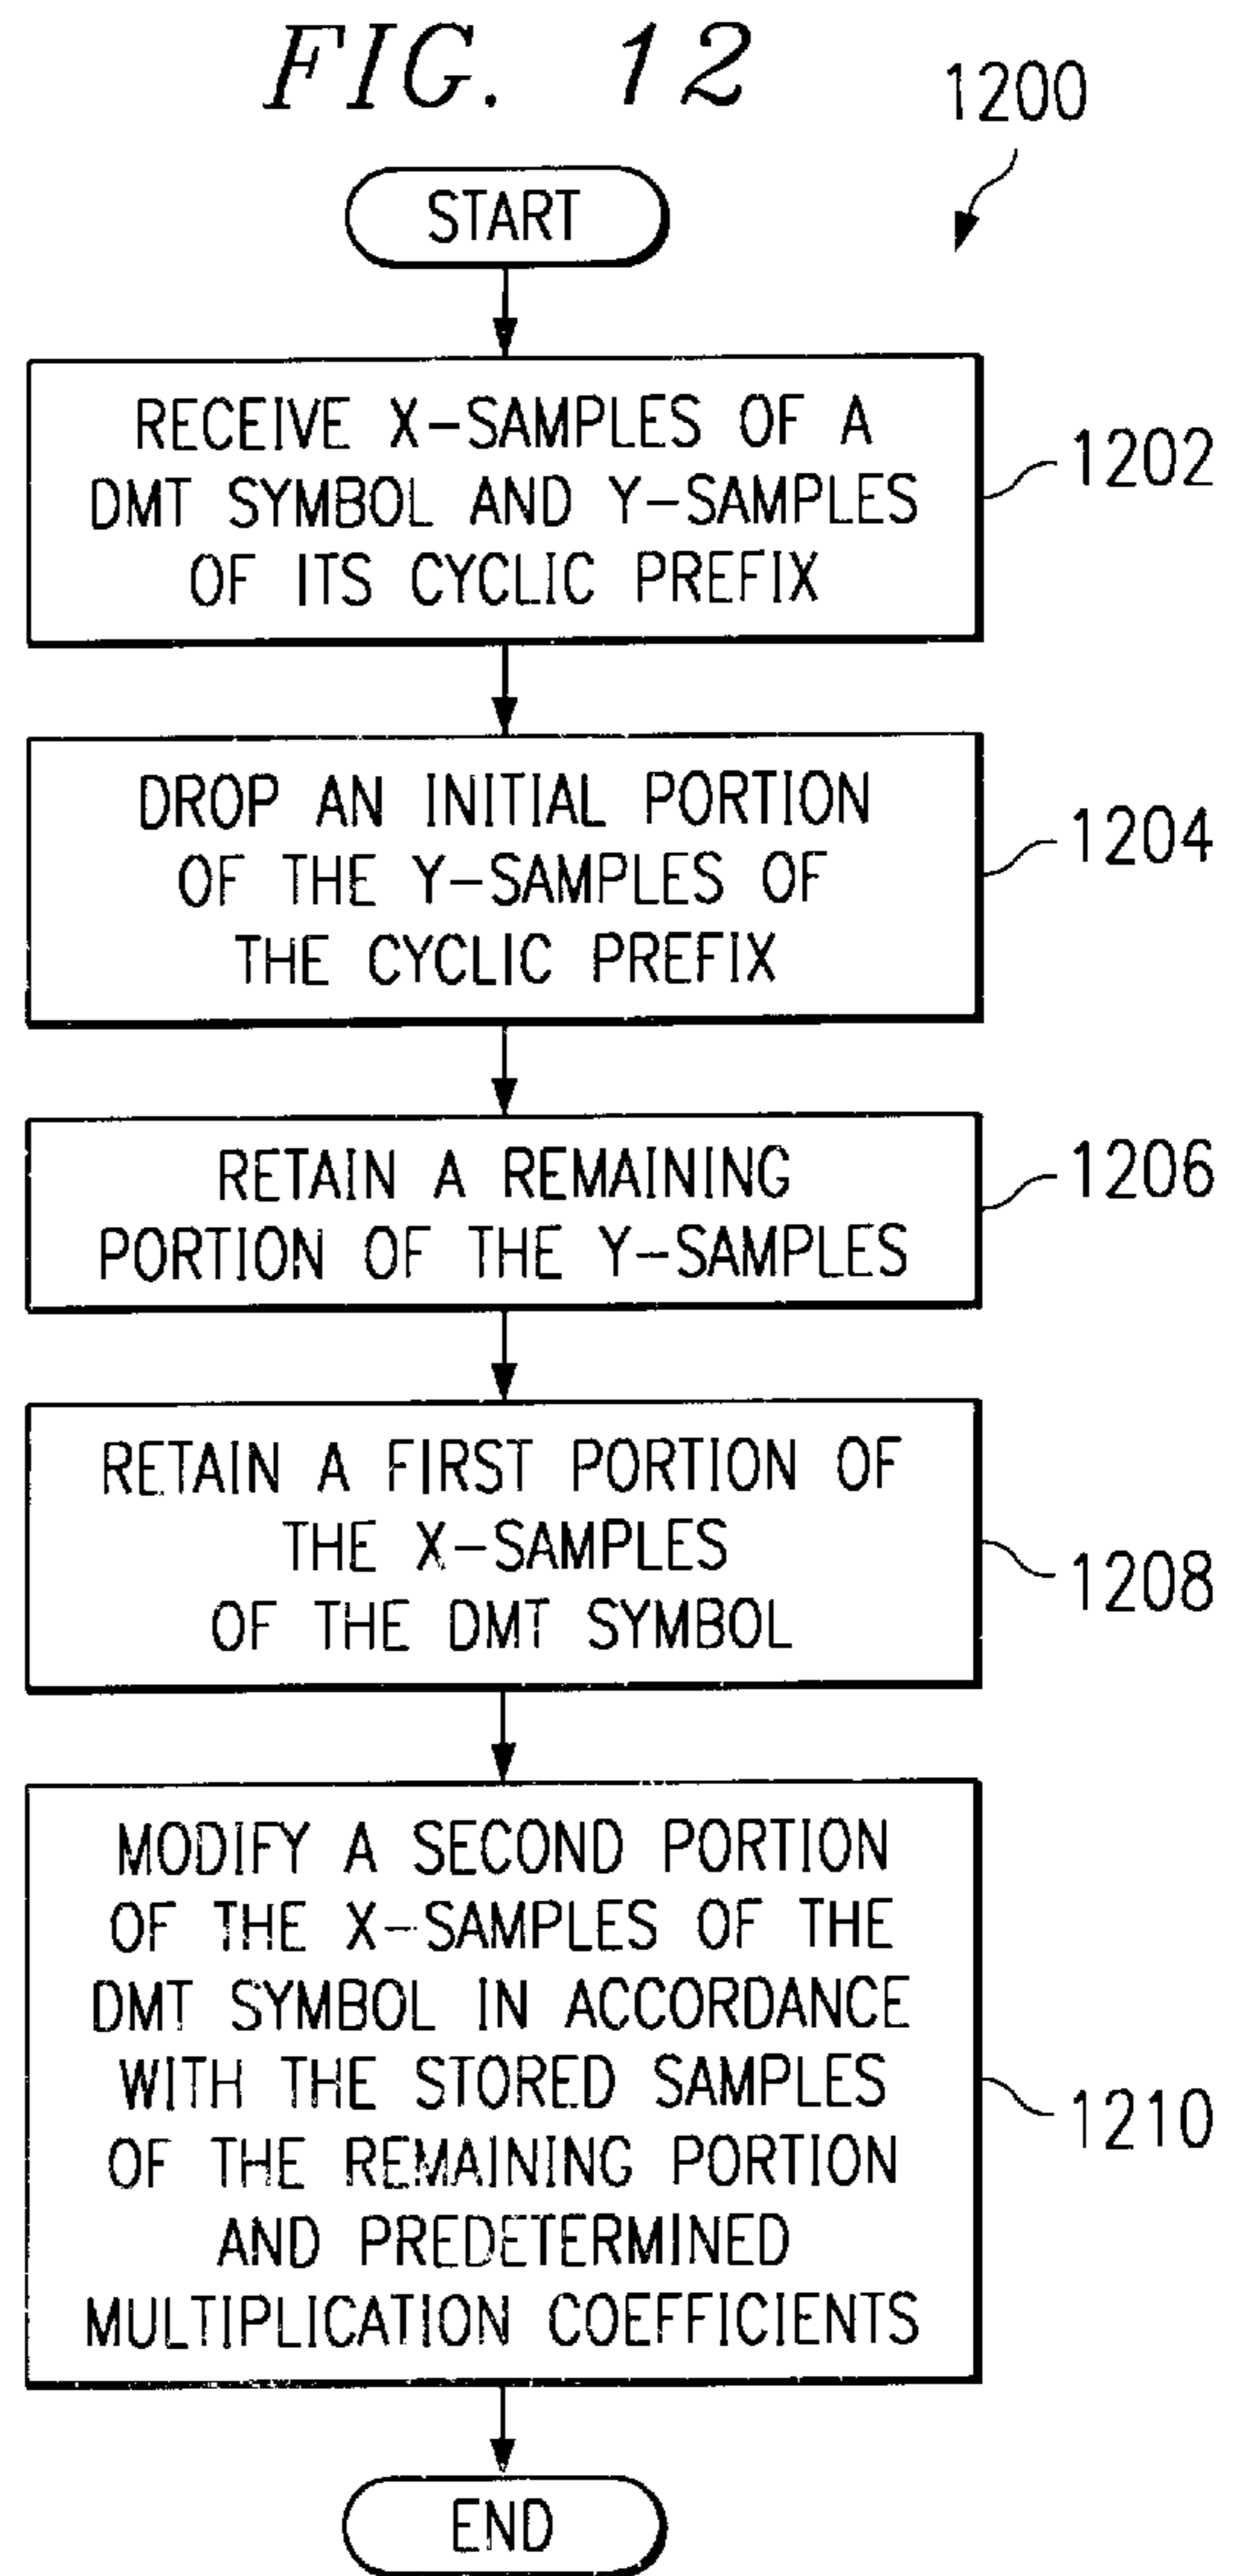 FIG. 12
1200
START
RECEIVE X-SAMPLES OF A
DMT SYMBOL AND Y-SAMPLES
OF ITS CYCLIC PREFIX
1202
DROP AN INITIAL PORTION
OF THE Y-SAMPLES OF
THE CYCLIC PREFIX
1204
RETAIN A REMAINING
PORTION OF THE Y-SAMPLES
1206
RETAIN A FIRST PORTION OF
THE X-SAMPLES
OF THE DMT SYMBOL
1208
MODIFY A SECOND PORTION
OF THE X-SAMPLES OF THE
DMT SYMBOL IN ACCORDANCE
WITH THE STORED SAMPLES
OF THE REMAINING PORTION
AND PREDETERMINED
MULTIPLICATION COEFFICIENTS
1210
END